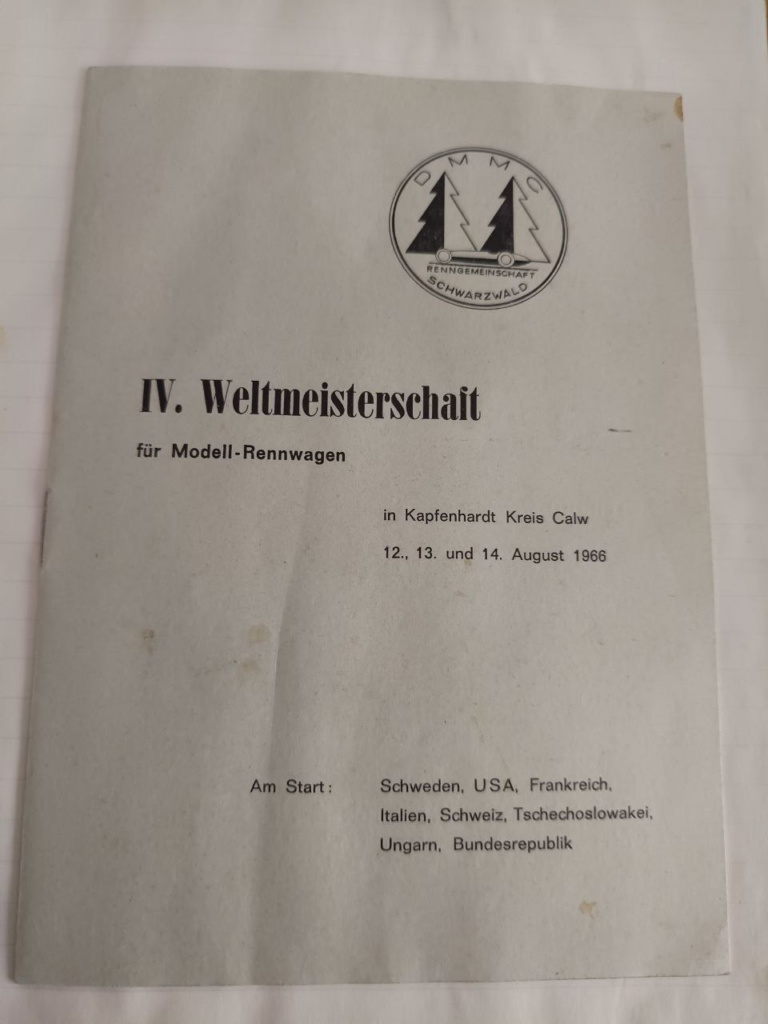 DMMC
RENNGEMEINSCHAFT
SCHWARZWALD
IV. Weltmeisterschaft
für Modell-Rennwagen
in Kapfenhardt Kreis Calw
12., 13. und 14. August 1966
Am Start: Schweden, USA, Frankreich,
Italien, Schweiz, Tschechoslowakei,
Ungarn, Bundesrepublik